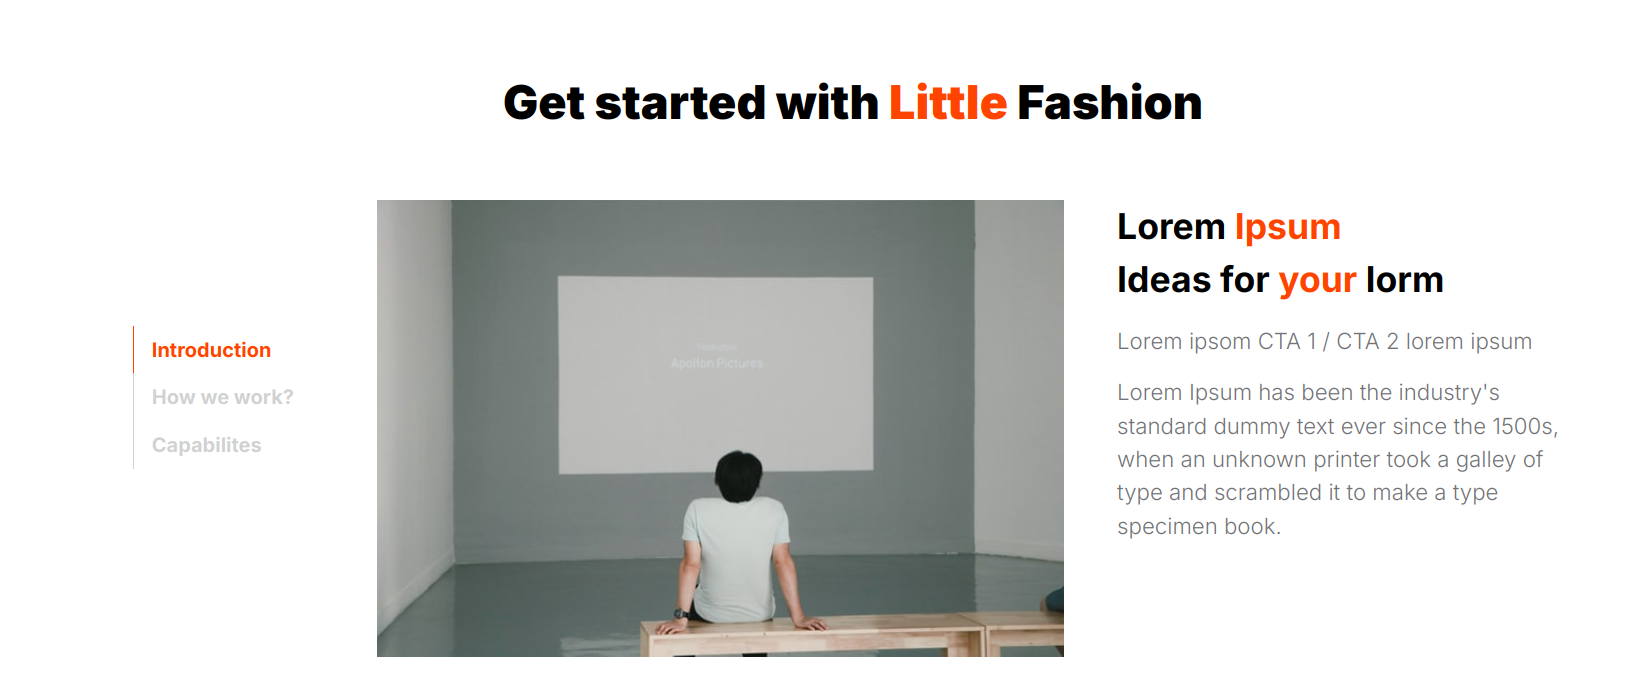 Get started with Little Fashion
Introduction
How we work?
Capabilites
Apollon Pictures
Lorem Ipsum
Ideas for your lorm
Lorem ipsom CTA 1 / CTA 2 lorem ipsum
Lorem Ipsum has been the industry's
standard dummy text ever since the 1500s,
when an unknown printer took a galley of
type and scrambled it to make a type
specimen book.